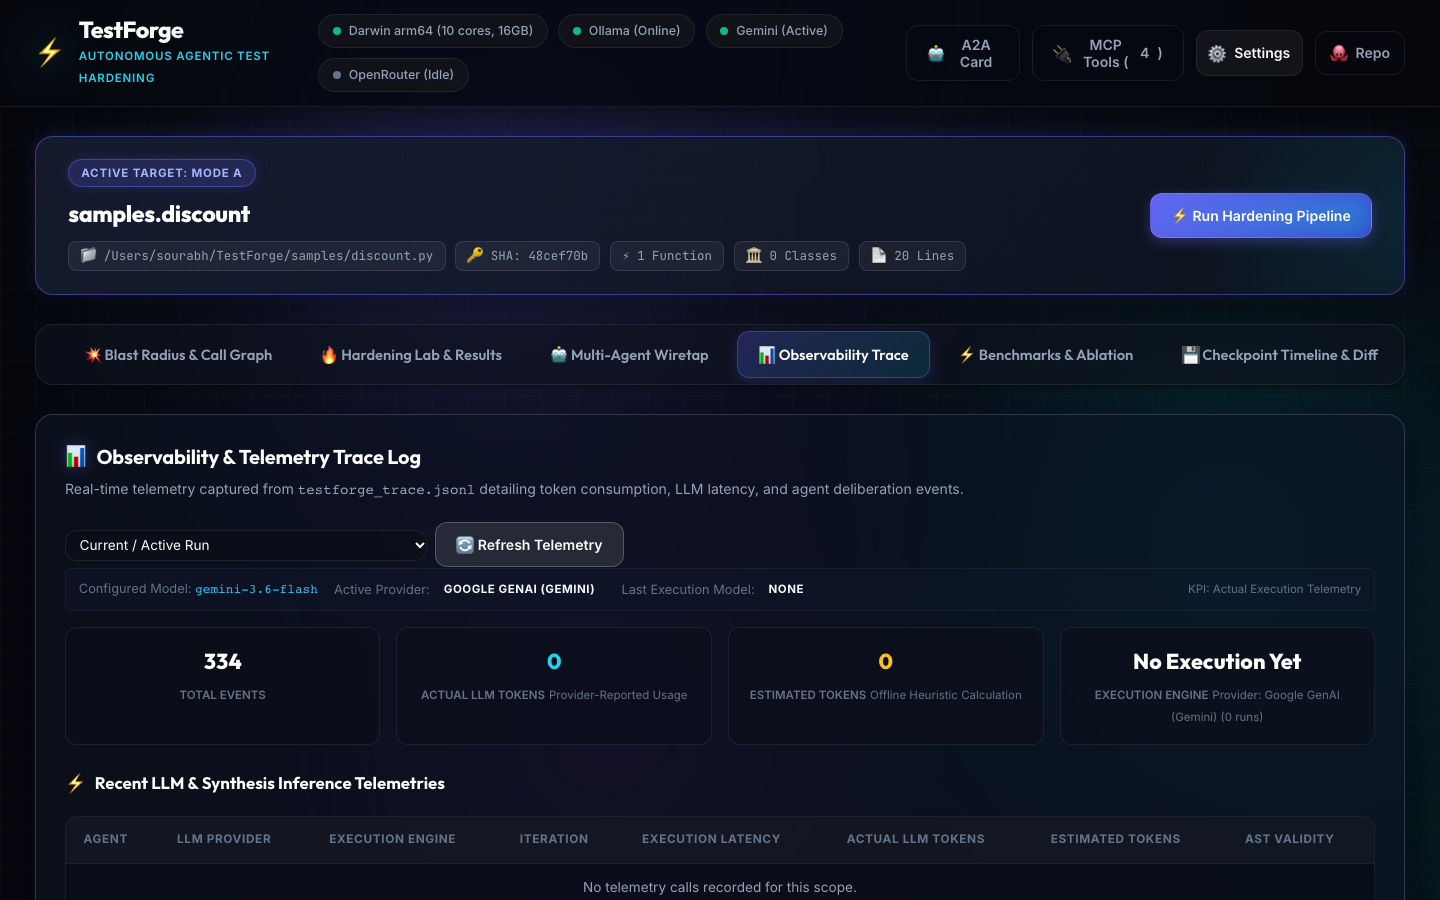 TestForge
AUTONOMOUS AGENTIC TEST
HARDENING
Darwin arm64 (10 cores, 16GB)
Ollama (Online)
Gemini (Active)
OpenRouter (Idle)
A2A
Card
MCP
Tools ( 4 )
Settings
Repo
ACTIVE TARGET: MODE A
samples.discount
/Users/sourabh/TestForge/samples/discount.py
SHA: 48cef70b
⚡ 1 Function
0 Classes
20 Lines
Run Hardening Pipeline
Blast Radius & Call Graph
Hardening Lab & Results
Multi-Agent Wiretap
Observability Trace
Benchmarks & Ablation
Checkpoint Timeline & Diff
Observability & Telemetry Trace Log
Real-time telemetry captured from testforge_trace.jsonl detailing token consumption, LLM latency, and agent deliberation events.
Current / Active Run
Refresh Telemetry
Configured Model: gemini-3.6-flash
Active Provider: GOOGLE GENAI (GEMINI)
Last Execution Model: NONE
KPI: Actual Execution Telemetry
334
TOTAL EVENTS
0
ACTUAL LLM TOKENS Provider-Reported Usage
0
ESTIMATED TOKENS Offline Heuristic Calculation
No Execution Yet
EXECUTION ENGINE Provider: Google GenAI
(Gemini) (0 runs)
Recent LLM & Synthesis Inference Telemetries
AGENT
LLM PROVIDER
EXECUTION ENGINE
ITERATION
EXECUTION LATENCY
ACTUAL LLM TOKENS
ESTIMATED TOKENS
AST VALIDITY
No telemetry calls recorded for this scope.